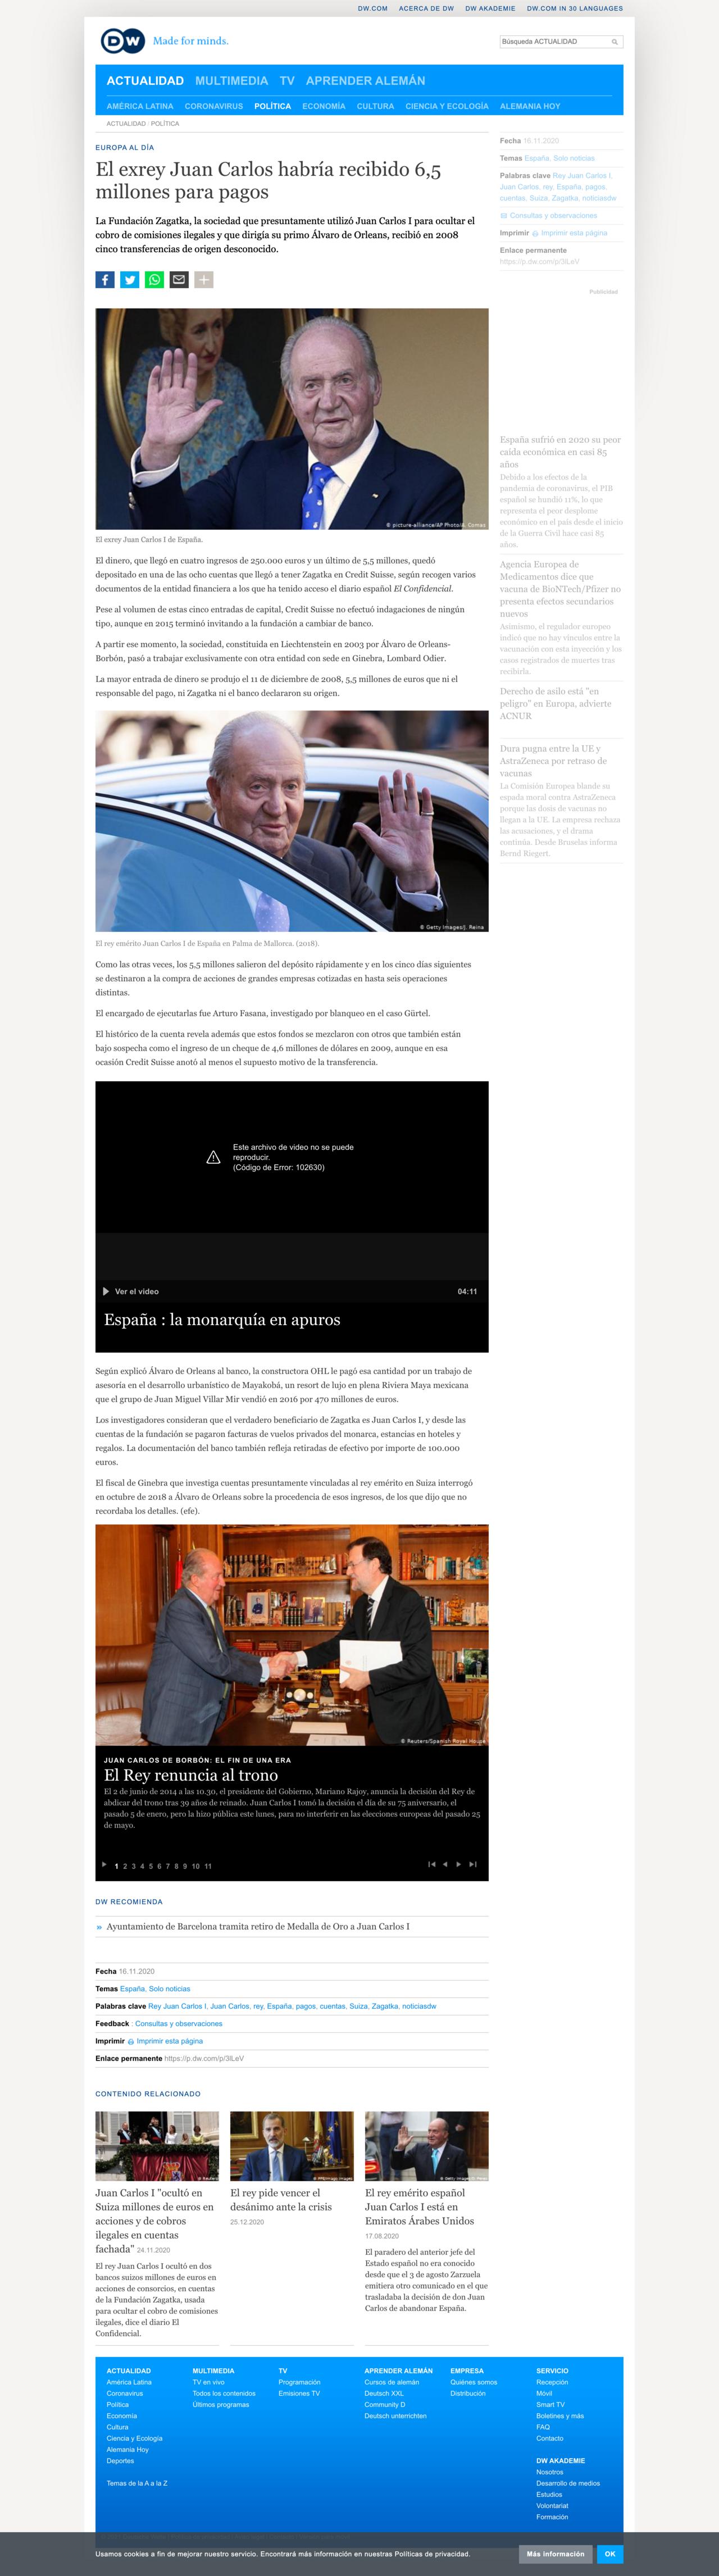 DW.COM ACERCA DE DW DW AKADEMIE DW.COM IN 30 LANGUAGES
DW Made for minds.
Búsqueda ACTUALIDAD
ACTUALIDAD MULTIMEDIA TV APRENDER ALEMÁN
AMÉRICA LATINA CORONAVIRUS POLÍTICA ECONOMÍA CULTURA CIENCIA Y ECOLOGÍA ALEMANIA HOY
ACTUALIDAD · POLÍTICA
EUROPA AL DÍA
El exrey Juan Carlos habría recibido 6,5
millones para pagos
La Fundación Zagatka, la sociedad que presuntamente utilizó Juan Carlos I para ocultar el
cobro de comisiones ilegales y que dirigía su primo Álvaro de Orleans, recibió en 2008
cinco transferencias de origen desconocido.
© picture-alliance/AP Photo/A. Comas
El exrey Juan Carlos I de España.
El dinero, que llegó en cuatro ingresos de 250.000 euros y un último de 5,5 millones, quedó
depositado en una de las ocho cuentas que llegó a tener Zagatka en Credit Suisse, según recogen varios
documentos de la entidad financiera a los que ha tenido acceso el diario español El Confidencial.
Pese al volumen de estas cinco entradas de capital, Credit Suisse no efectuó indagaciones de ningún
tipo, aunque en 2015 terminó invitando a la fundación a cambiar de banco.
A partir ese momento, la sociedad, constituida en Liechtenstein en 2003 por Álvaro de Orleans-
Borbón, pasó a trabajar exclusivamente con otra entidad con sede en Ginebra, Lombard Odier.
La mayor entrada de dinero se produjo el 11 de diciembre de 2008, 5,5 millones de euros que ni el
responsable del pago, ni Zagatka ni el banco declararon su origen.
© Getty Images/J. Reina
El rey emérito Juan Carlos I de España en Palma de Mallorca. (2018).
Como las otras veces, los 5,5 millones salieron del depósito rápidamente y en los cinco días siguientes
se destinaron a la compra de acciones de grandes empresas cotizadas en hasta seis operaciones
distintas.
El encargado de ejecutarlas fue Arturo Fasana, investigado por blanqueo en el caso Gürtel.
El histórico de la cuenta revela además que estos fondos se mezclaron con otros que también están
bajo sospecha como el ingreso de un cheque de 4,6 millones de dólares en 2009, aunque en esa
ocasión Credit Suisse anotó al menos el supuesto motivo de la transferencia.
Este archivo de video no se puede
reproducir.
(Código de Error: 102630)
Ver el video 04:11
España : la monarquía en apuros
Según explicó Álvaro de Orleans al banco, la constructora OHL le pagó esa cantidad por un trabajo de
asesoría en el desarrollo urbanístico de Mayakobá, un resort de lujo en plena Riviera Maya mexicana
que el grupo de Juan Miguel Villar Mir vendió en 2016 por 470 millones de euros.
Los investigadores consideran que el verdadero beneficiario de Zagatka es Juan Carlos I, y desde las
cuentas de la fundación se pagaron facturas de vuelos privados del monarca, estancias en hoteles y
regalos. La documentación del banco también refleja retiradas de efectivo por importe de 100.000
euros.
El fiscal de Ginebra que investiga cuentas presuntamente vinculadas al rey emérito en Suiza interrogó
en octubre de 2018 a Álvaro de Orleans sobre la procedencia de esos ingresos, de los que dijo que no
recordaba los detalles. (efe).
© Reuters/Spanish Royal House
JUAN CARLOS DE BORBÓN: EL FIN DE UNA ERA
El Rey renuncia al trono
El 2 de junio de 2014 a las 10.30, el presidente del Gobierno, Mariano Rajoy, anuncia la decisión del Rey de
abdicar del trono tras 39 años de reinado. Juan Carlos I tomó la decisión el día de su 75 aniversario, el
pasado 5 de enero, pero la hizo pública este lunes, para no interferir en las elecciones europeas del pasado 25
de mayo.
1 2 3 4 5 6 7 8 9 10 11
DW RECOMIENDA
» Ayuntamiento de Barcelona tramita retiro de Medalla de Oro a Juan Carlos I
Fecha 16.11.2020
Temas España, Solo noticias
Palabras clave Rey Juan Carlos I, Juan Carlos, rey, España, pagos, cuentas, Suiza, Zagatka, noticiasdw
Feedback : Consultas y observaciones
Imprimir Imprimir esta página
Enlace permanente https://p.dw.com/p/3lLeV
Fecha 16.11.2020
Temas España, Solo noticias
Palabras clave Rey Juan Carlos I,
Juan Carlos, rey, España, pagos,
cuentas, Suiza, Zagatka, noticiasdw
Consultas y observaciones
Imprimir Imprimir esta página
Enlace permanente
https://p.dw.com/p/3lLeV
Publicidad
España sufrió en 2020 su peor
caída económica en casi 85
años
Debido a los efectos de la
pandemia de coronavirus, el PIB
español se hundió 11%, lo que
representa el peor desplome
económico en el país desde el inicio
de la Guerra Civil hace casi 85
años.
Agencia Europea de
Medicamentos dice que
vacuna de BioNTech/Pfizer no
presenta efectos secundarios
nuevos
Asimismo, el regulador europeo
indicó que no hay vínculos entre la
vacunación con esta inyección y los
casos registrados de muertes tras
recibirla.
Derecho de asilo está "en
peligro" en Europa, advierte
ACNUR
Dura pugna entre la UE y
AstraZeneca por retraso de
vacunas
La Comisión Europea blande su
espada moral contra AstraZeneca
porque las dosis de vacunas no
llegan a la UE. La empresa rechaza
las acusaciones, y el drama
continúa. Desde Bruselas informa
Bernd Riegert.
CONTENIDO RELACIONADO
Juan Carlos I "ocultó en
Suiza millones de euros en
acciones y de cobros
ilegales en cuentas
fachada" 24.11.2020
El rey Juan Carlos I ocultó en dos
bancos suizos millones de euros en
acciones de consorcios, en cuentas
de la Fundación Zagatka, usada
para ocultar el cobro de comisiones
ilegales, dice el diario El
Confidencial.
El rey pide vencer el
desánimo ante la crisis
25.12.2020
El rey emérito español
Juan Carlos I está en
Emiratos Árabes Unidos
17.08.2020
El paradero del anterior jefe del
Estado español no era conocido
desde que el 3 de agosto Zarzuela
emitiera otro comunicado en el que
trasladaba la decisión de don Juan
Carlos de abandonar España.
ACTUALIDAD
América Latina
Coronavirus
Política
Economía
Cultura
Ciencia y Ecología
Alemania Hoy
Deportes
Temas de la A a la Z
MULTIMEDIA
TV en vivo
Todos los contenidos
Últimos programas
TV
Programación
Emisiones TV
APRENDER ALEMÁN
Cursos de alemán
Deutsch XXL
Community D
Deutsch unterrichten
EMPRESA
Quiénes somos
Distribución
SERVICIO
Recepción
Móvil
Smart TV
Boletines y más
FAQ
Contacto
DW AKADEMIE
Nosotros
Desarrollo de medios
Estudios
Voluntariat
Formación
Usamos cookies a fin de mejorar nuestro servicio. Encontrará más información en nuestras Políticas de privacidad. Más información OK